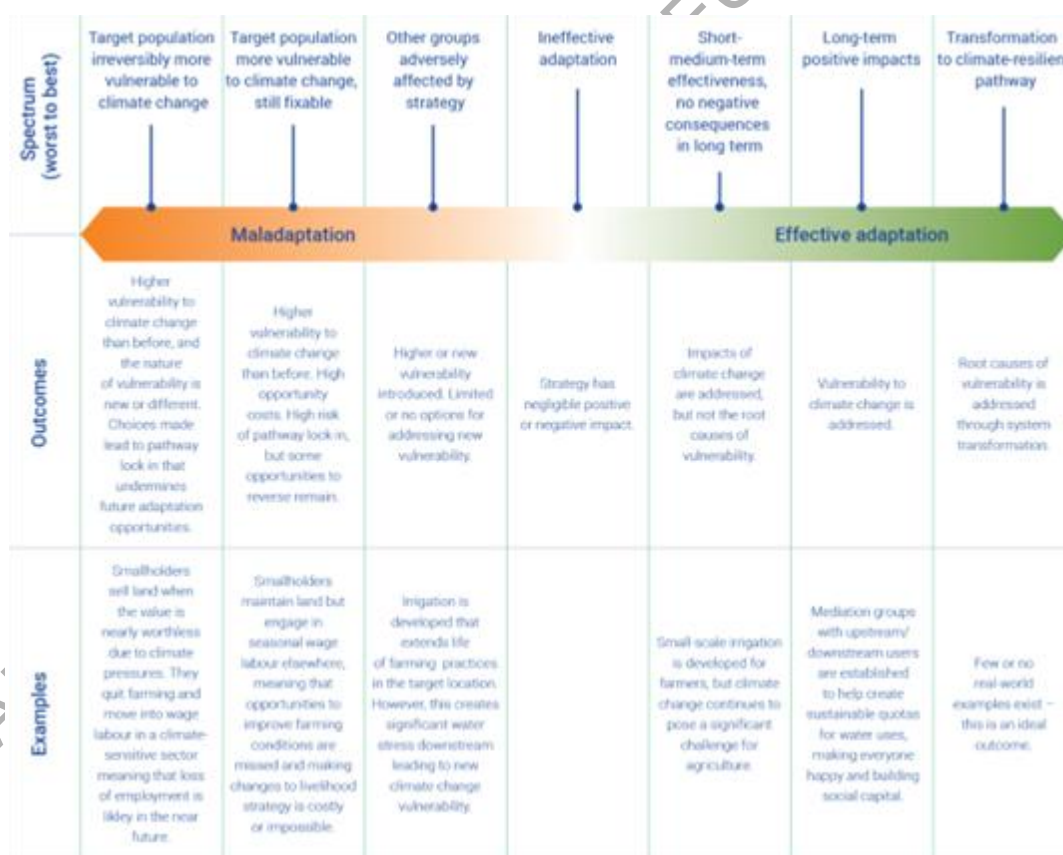 Spectrum
(worst to best)
Target population
irreversibly more
vulnerable to
climate change
Target population
more vulnerable
to climate change,
still fixable
Other groups
adversely
affected by
strategy
Ineffective
adaptation
Short-
medium-term
effectiveness,
no negative
consequences
in long term
Long-term
positive impacts
Transformation
to climate-resilien
pathway
Maladaptation
Effective adaptation
Outcomes
Higher
vulnerability to
climate change
than before, and
the nature
of vulnerability is
new or different.
Choices made
lead to pathway
lock in that
undermines
future adaptation
opportunities.
Higher
vulnerability to
climate change
than before. High
opportunity
costs. High risk
of pathway lock in,
but some
opportunities to
reverse remain.
Higher or new
vulnerability
introduced. Limited
or no options for
addressing new
vulnerability.
Strategy has
negligible positive
or negative impact.
Impacts of
climate change
are addressed,
but not the root
causes of
vulnerability.
Vulnerability to
climate change is
addressed.
Root causes of
vulnerability is
addressed
through system
transformation.
Examples
Smallholders
sell land when
the value is
nearly worthless
due to climate
pressures. They
quit farming and
move into wage
labour in a climate-
sensitive sector
meaning that loss
of employment is
likley in the near
future.
Smallholders
maintain land but
engage in
seasonal wage
labour elsewhere,
meaning that
opportunities to
improve farming
conditions are
missed and making
changes to livelihood
strategy is costly
or impossible.
Irrigation is
developed that
extends life
of farming practices
in the target location.
However, this creates
significant water
stress downstream
leading to new
climate change
vulnerability.
Small scale irrigation
is developed for
farmers, but climate
change continues to
pose a significant
challenge for
agriculture.
Mediation groups
with upstream/
downstream users
are established
to help create
sustainable quotas
for water uses,
making everyone
happy and building
social capital.
Few or no
real-world
examples exist –
this is an ideal
outcome.